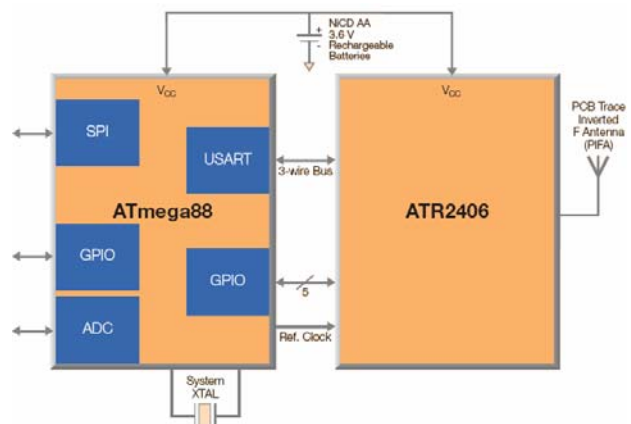 + NiCD AA
3.6 V
- Rechargeable
Batteries
VCC
VCC
PCB Trace
Inverted
F Antenna
(PIFA)
SPI
USART
3-wire Bus
ATmega88
ATR2406
GPIO
GPIO
5
ADC
Ref. Clock
System
XTAL